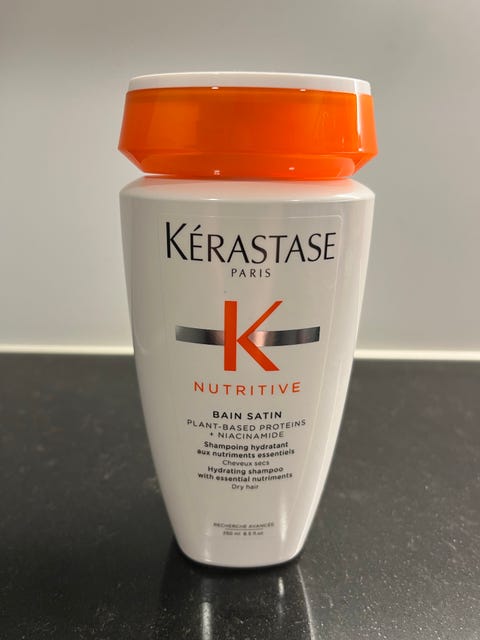 KÉRASTASE
PARIS
K
NUTRITIVE
BAIN SATIN
PLANT-BASED PROTEINS
+ NIACINAMIDE
Shampoing hydratant
aux nutriments essentiels
Cheveux secs
Hydrating shampoo
with essential nutriments
Dry hair
RECHERCHE AVANCÉE
250 ml 8.5 fl.oz